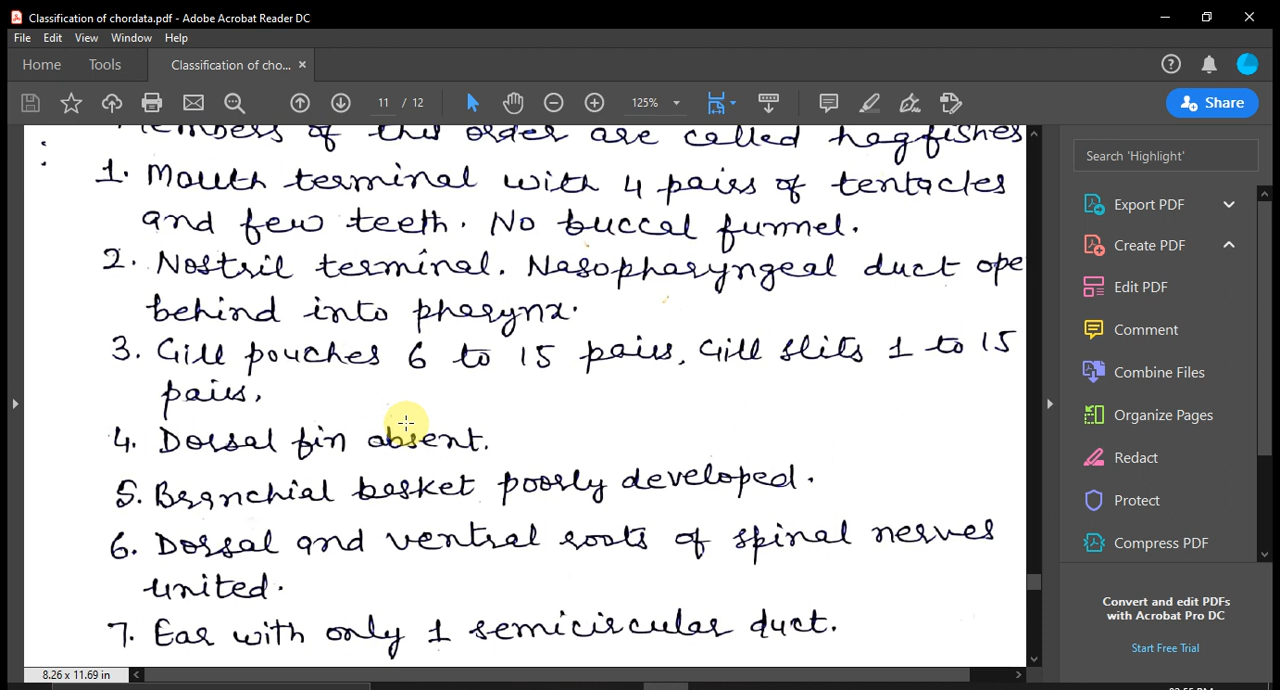 Classification of chordata.pdf - Adobe Acrobat Reader DC
File Edit View Window Help
Home Tools Classification of cho... ×
11 / 12 125% Share
members of this order are called hagfishes
1. Mouth terminal with 4 pairs of tentacles
and few teeth. No buccal funnel.
2. Nostril terminal. Nasopharyngeal duct ope
behind into pharynx.
3. Gill pouches 6 to 15 pairs, Gill slits 1 to 15
pairs.
4. Dorsal fin absent.
5. Branchial basket poorly developed.
6. Dorsal and ventral roots of spinal nerves
united.
7. Ear with only 1 semicircular duct.
8.26 x 11.69 in
Search 'Highlight'
Export PDF
Create PDF
Edit PDF
Comment
Combine Files
Organize Pages
Redact
Protect
Compress PDF
Convert and edit PDFs
with Acrobat Pro DC
Start Free Trial